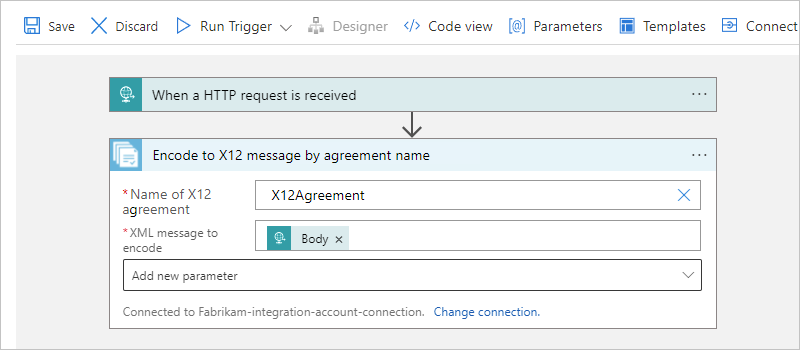 Save Discard Run Trigger Designer Code view Parameters Templates Connect
When a HTTP request is received
Encode to X12 message by agreement name
*Name of X12
agreement
X12Agreement
*XML message to
encode
Body
Add new parameter
Connected to Fabrikam-integration-account-connection. Change connection.